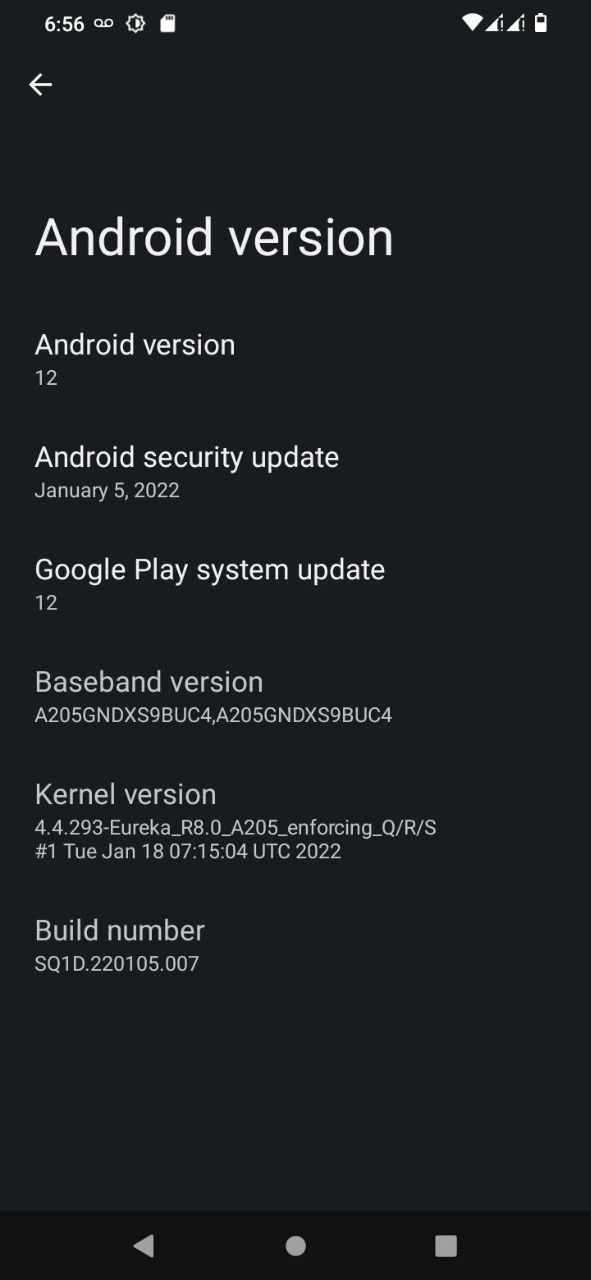 6:56
Android version
Android version
12
Android security update
January 5, 2022
Google Play system update
12
Baseband version
A205GNDXS9BUC4,A205GNDXS9BUC4
Kernel version
4.4.293-Eureka_R8.0_A205_enforcing_Q/R/S
#1 Tue Jan 18 07:15:04 UTC 2022
Build number
SQ1D.220105.007